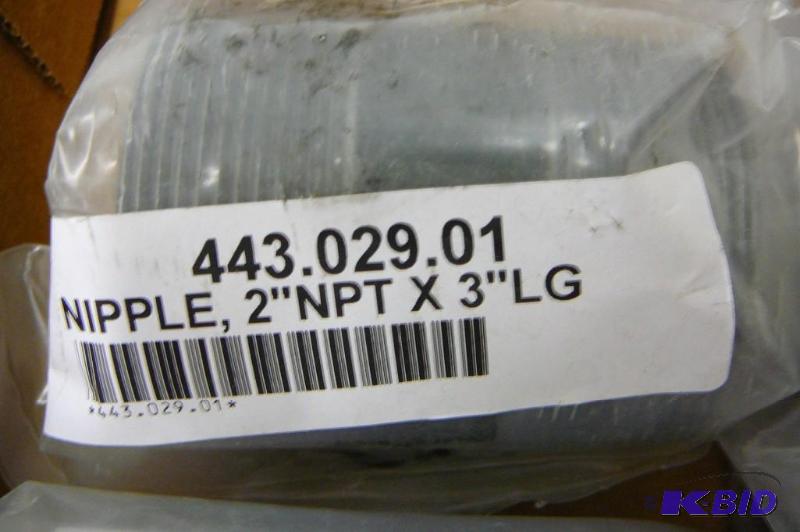 443.029.01
NIPPLE, 2"NPT X 3"LG
*443.029.01*
K-BID